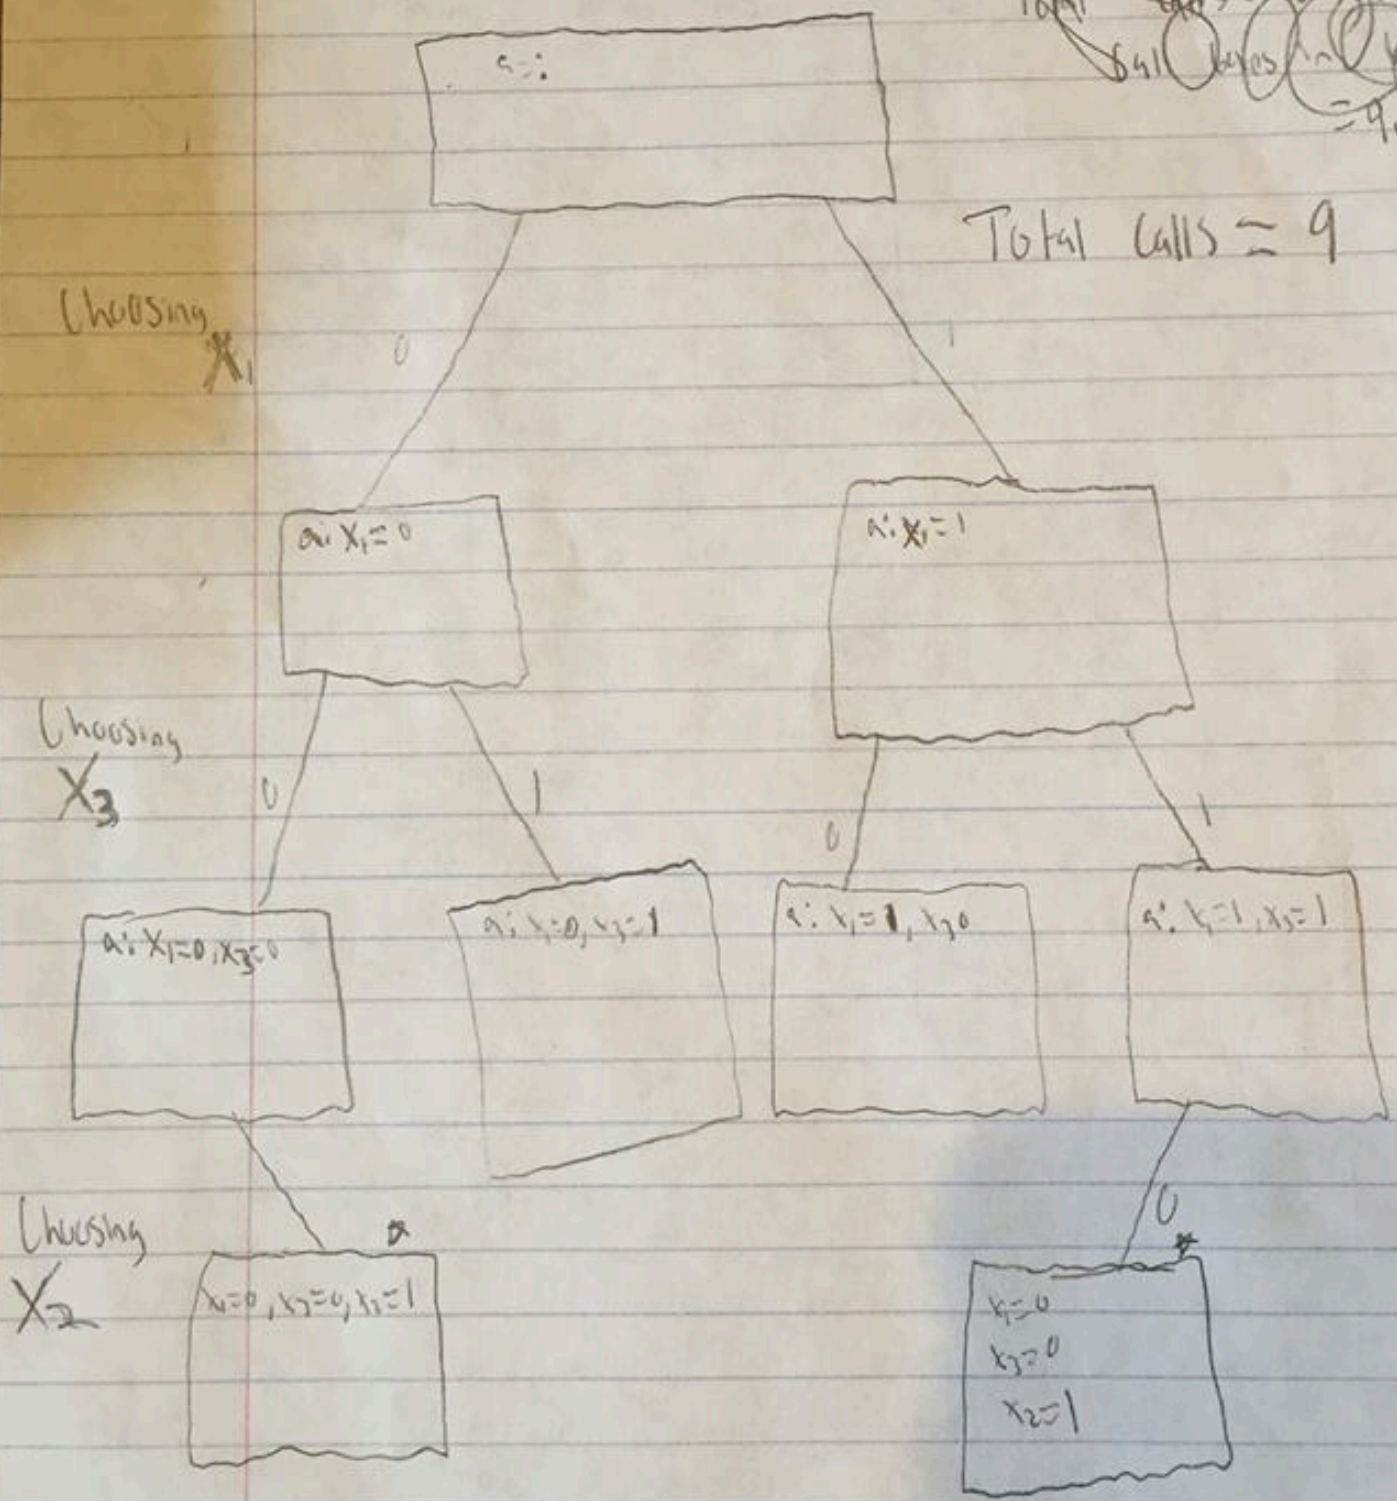 = 9
Total Calls = 9
a:
Choosing
X₁
0
1
a: X₁ = 0
a: X₁ = 1
Choosing
X₃
0
1
0
1
a: X₁=0, X₃=0
a: X₁=0, X₃=1
a: X₁=1, X₃0
a: X₁=1, X₃=1
Choosing
X₂
0
X₁=0, X₃=0, X₂=1
X₁=0
X₃=0
X₂=1